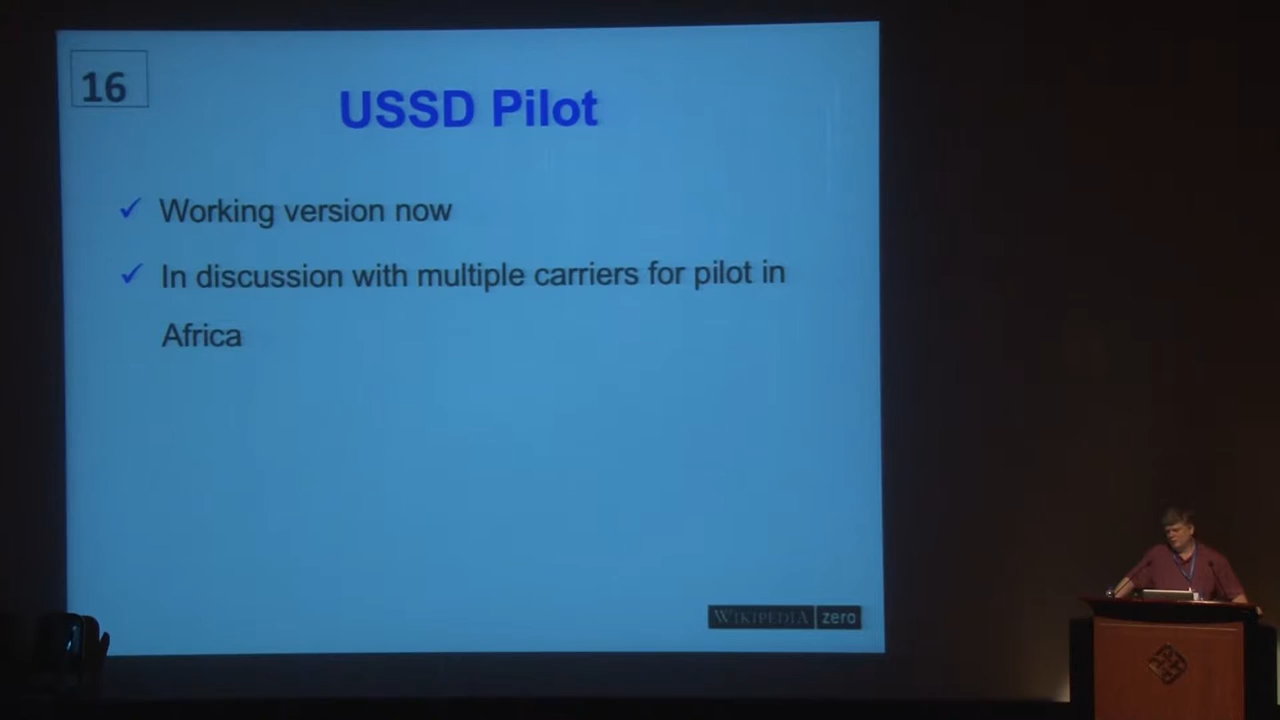 16
USSD Pilot
✓ Working version now
✓ In discussion with multiple carriers for pilot in
Africa
WIKIPEDIA zero